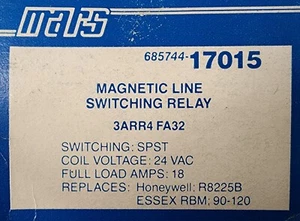 mars
685744-17015
MAGNETIC LINE
SWITCHING RELAY
3ARR4 FA32
SWITCHING: SPST
COIL VOLTAGE: 24 VAC
FULL LOAD AMPS: 18
REPLACES: Honeywell: R8225B
ESSEX RBM; 90-120